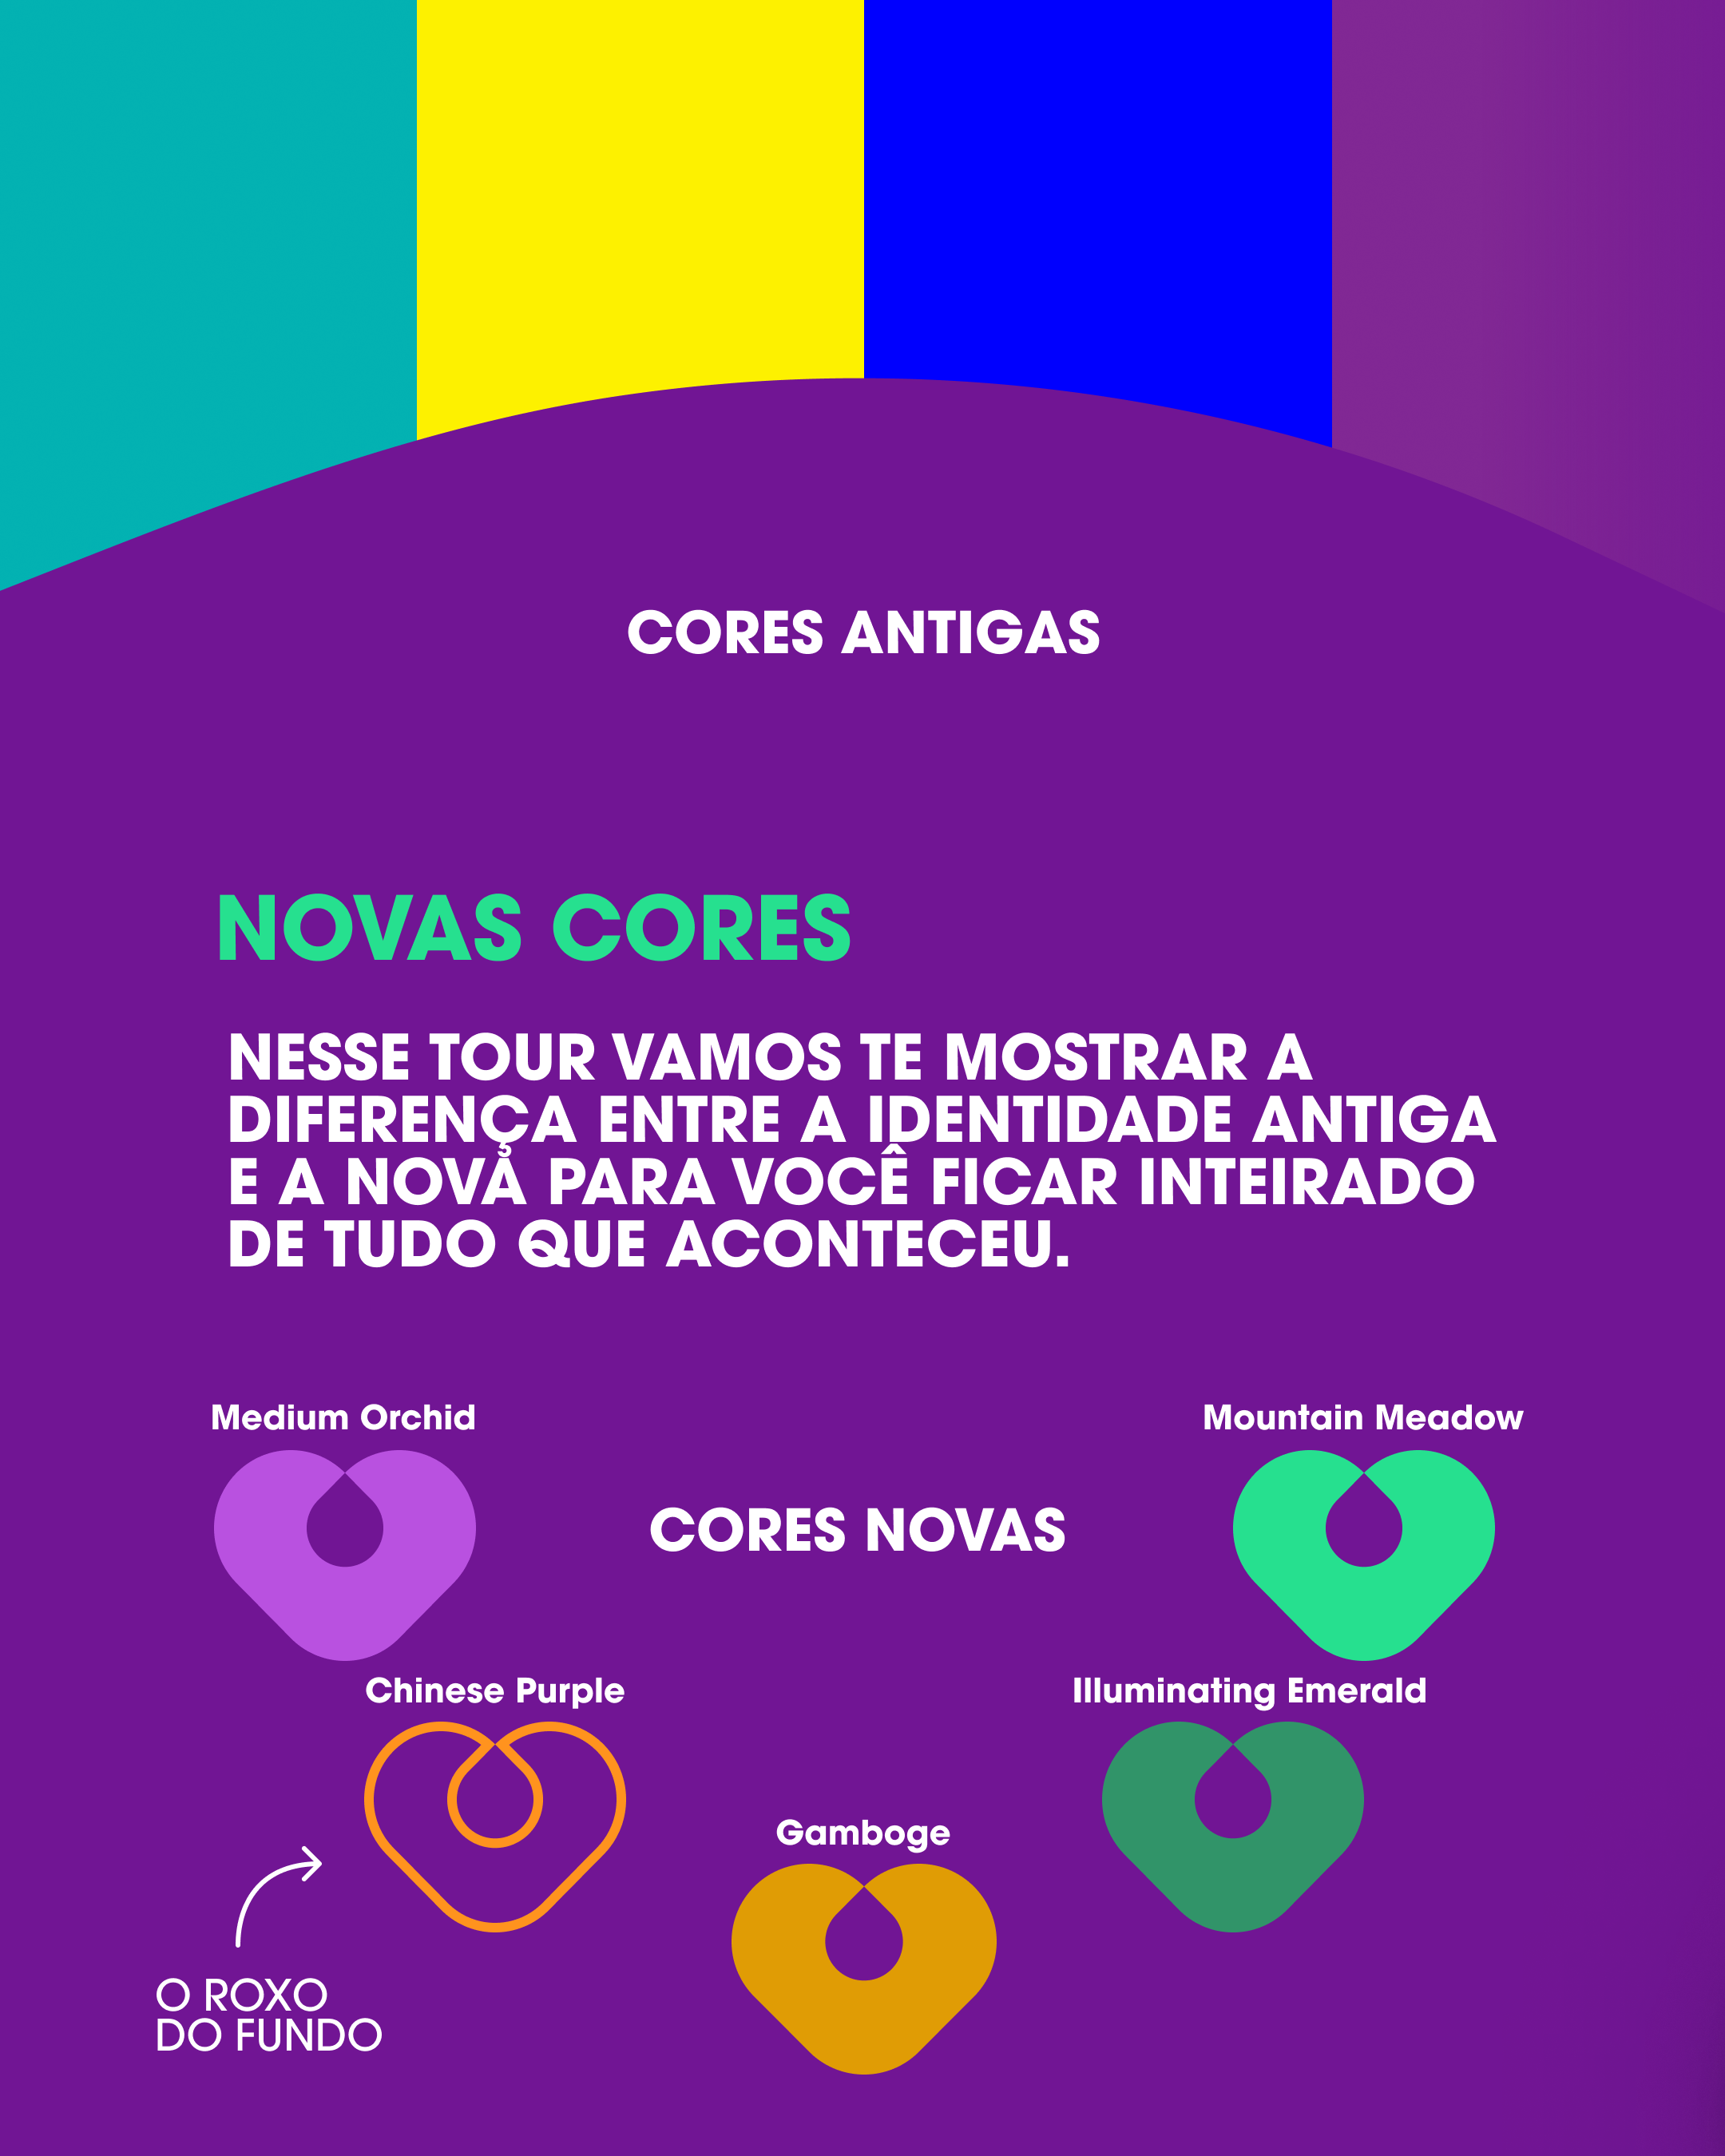 CORES ANTIGAS
NOVAS CORES
NESSE TOUR VAMOS TE MOSTRAR A
DIFERENÇA ENTRE A IDENTIDADE ANTIGA
E A NOVA PARA VOCÊ FICAR INTEIRADO
DE TUDO QUE ACONTECEU.
Medium Orchid
Mountain Meadow
CORES NOVAS
Chinese Purple
Illuminating Emerald
Gamboge
O ROXO
DO FUNDO